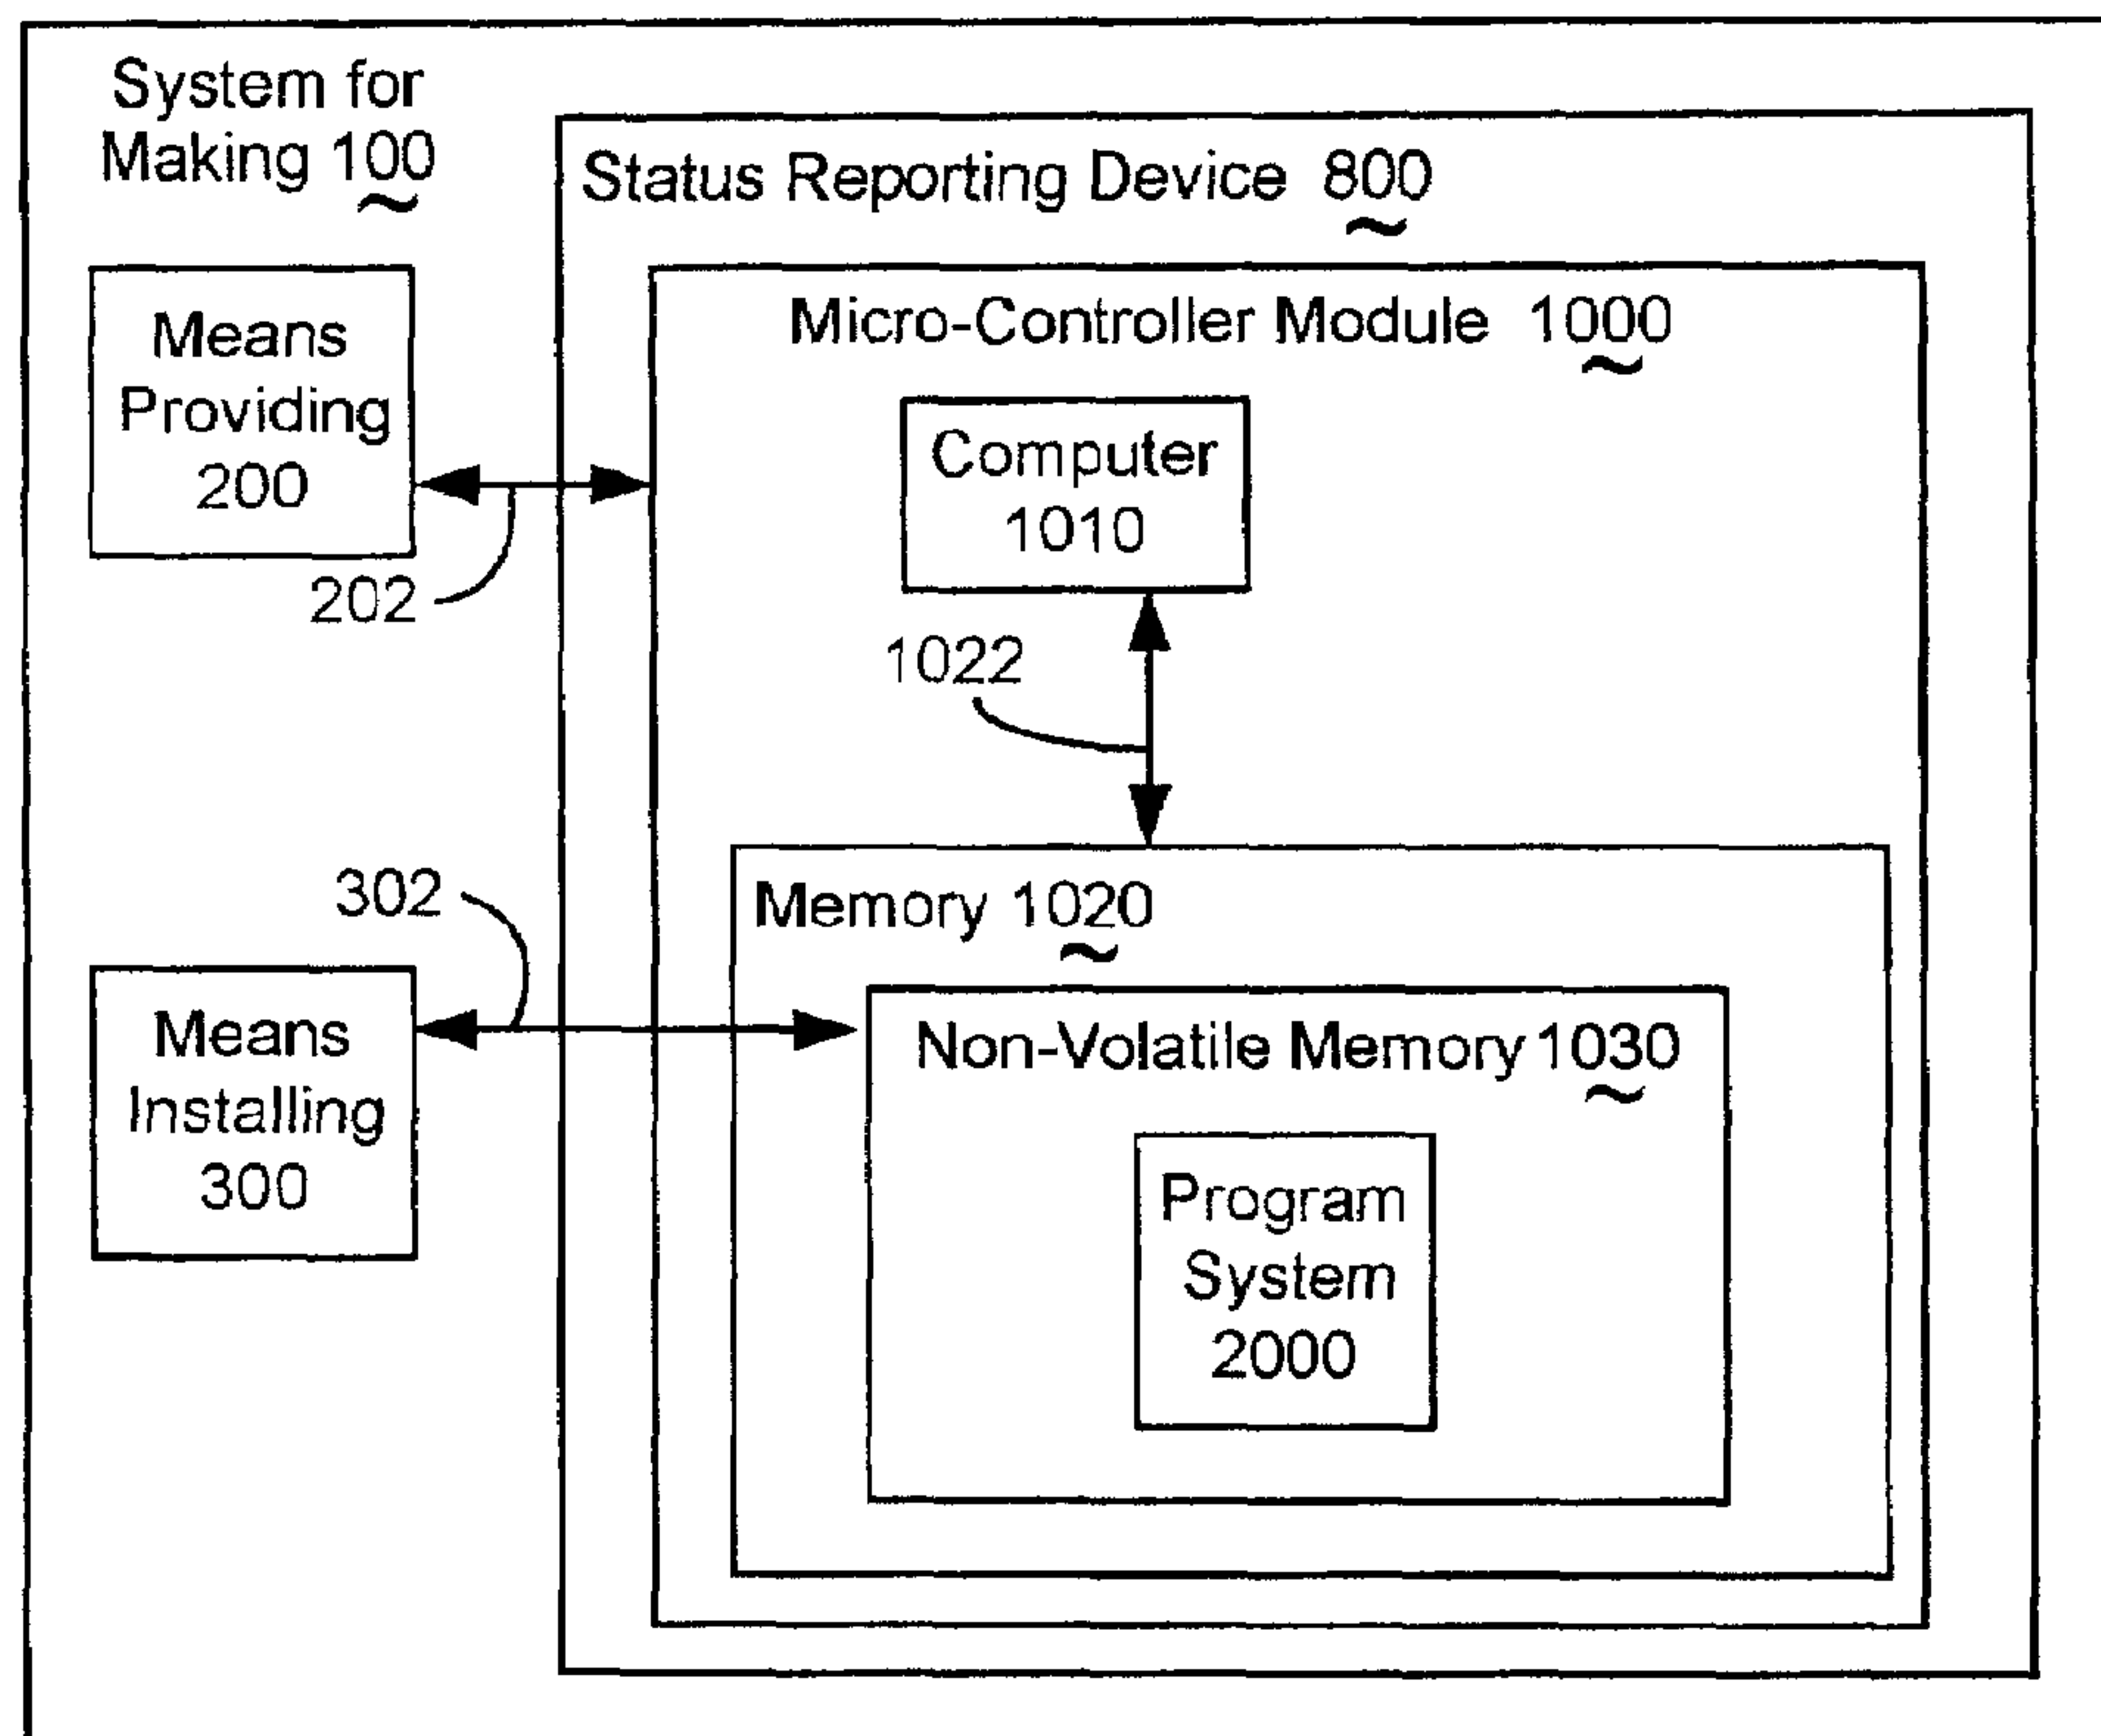 System for
Making 100
Status Reporting Device 800
Micro-Controller Module 1000
Means
Providing
200
202
Computer
1010
1022
Memory 1020
302
Means
Installing
300
Non-Volatile Memory 1030
Program
System
2000